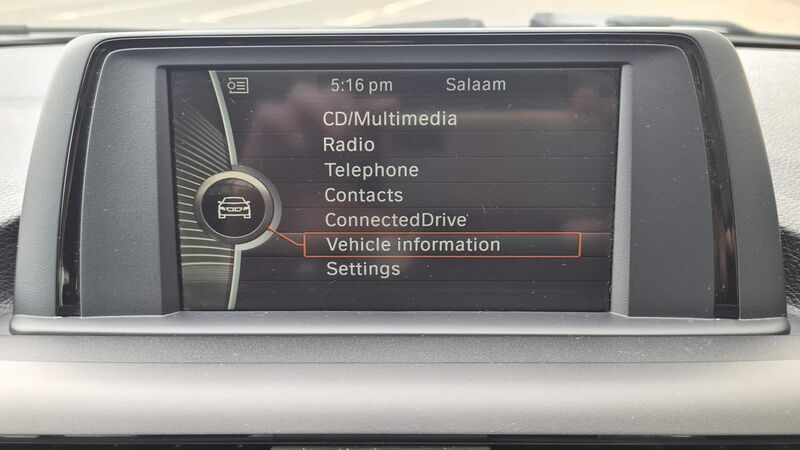 5:16 pm Salaam
CD/Multimedia
Radio
Telephone
Contacts
ConnectedDrive
Vehicle information
Settings